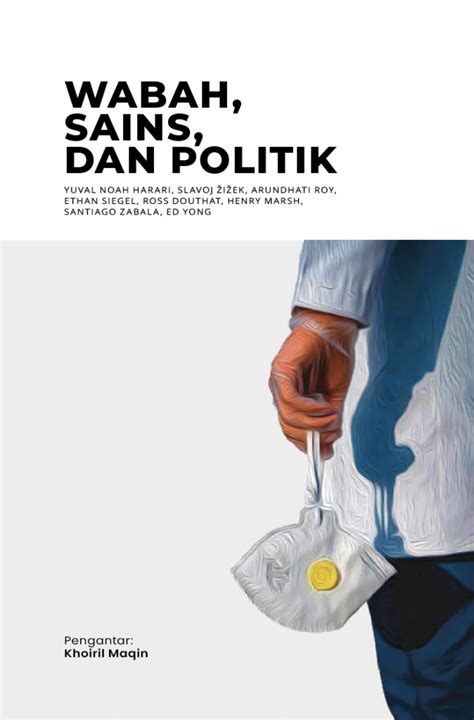 WABAH,
SAINS,
DAN POLITIK
YUVAL NOAH HARARI, SLAVOJ ŽIŽEK, ARUNDHATI ROY,
ETHAN SIEGEL, ROSS DOUTHAT, HENRY MARSH,
SANTIAGO ZABALA, ED YONG
Pengantar:
Khoiril Maqin